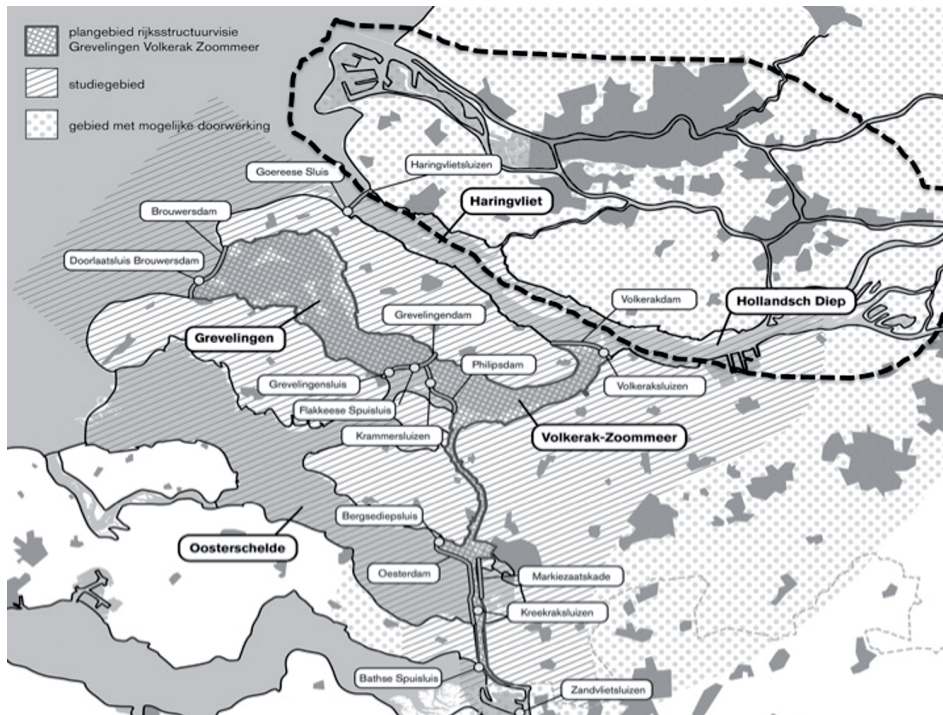 plangebied rijksstructuurvisie
Grevelingen Volkerak Zoommeer
studiegebied
gebied met mogelijke doorwerking
Goereese Sluis
Haringvlietsluizen
Brouwersdam
Haringvliet
Doorlaatsluis Brouwersdam
Volkerakdam
Hollandsch Diep
Grevelingendam
Grevelingen
Philipsdam
Grevelingensluis
Volkeraksluizen
Flakkeese Spuisluis
Krammersluizen
Volkerak-Zoommeer
Bergsediepsluis
Oosterschelde
Oesterdam
Markiezaatskade
Kreekraksluizen
Bathse Spuisluis
Zandvlietsluizen